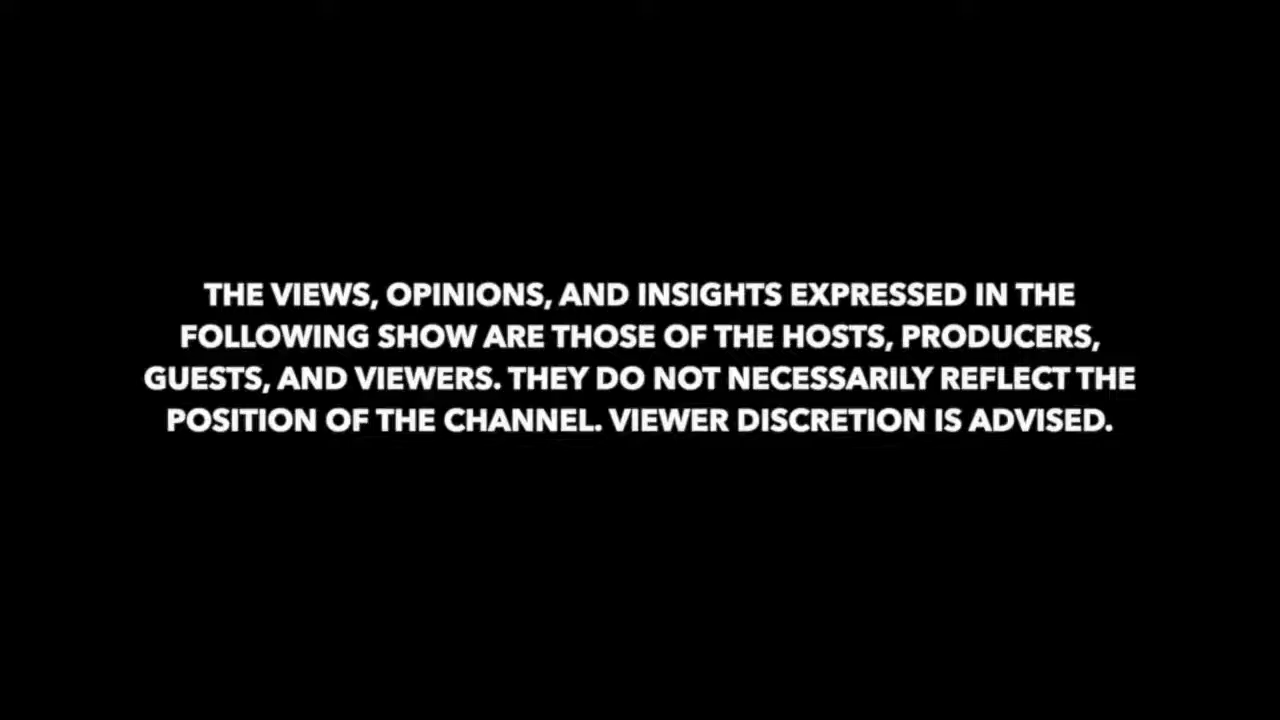 THE VIEWS, OPINIONS, AND INSIGHTS EXPRESSED IN THE
FOLLOWING SHOW ARE THOSE OF THE HOSTS, PRODUCERS,
GUESTS, AND VIEWERS. THEY DO NOT NECESSARILY REFLECT THE
POSITION OF THE CHANNEL. VIEWER DISCRETION IS ADVISED.